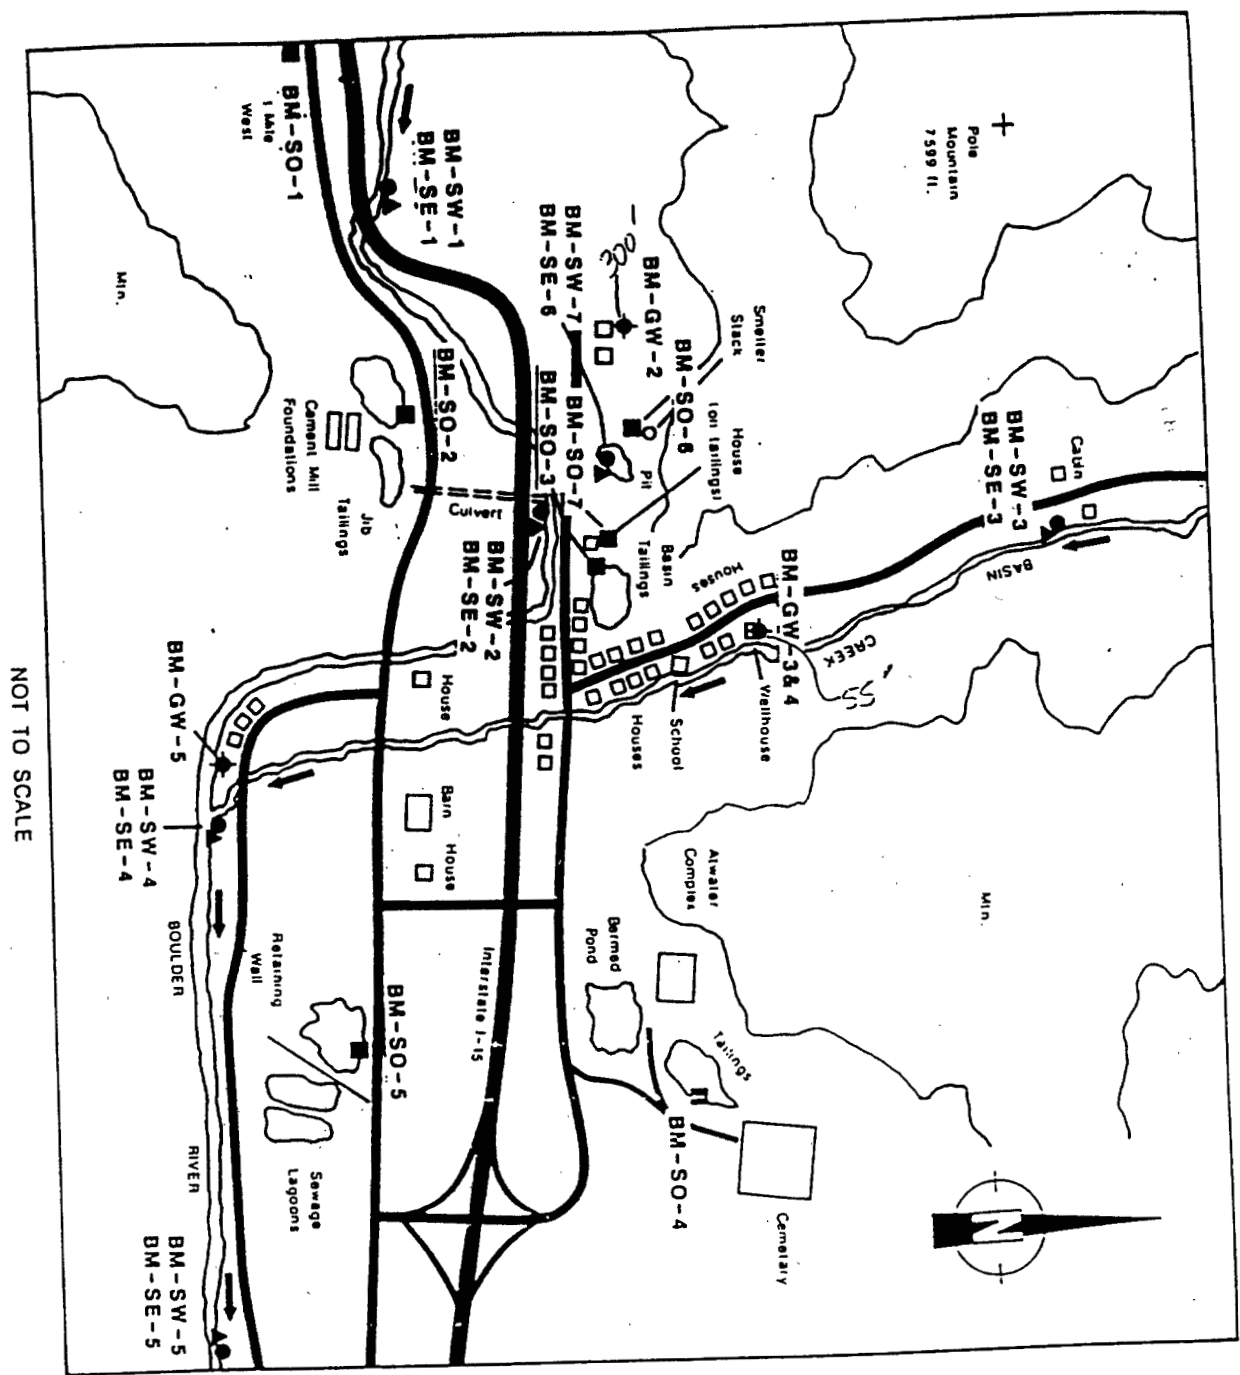 BM-SO-1
1 Mile
West
BM-SW-1
BM-SE-1
Pole
Mountain
7599 ft.
Mtn.
BM-SW-7
BM-SE-6
300
BM-GW-2
Smelter
Stack
BM-SO-6
BM-SO-2
BM-SO-3
BM-SO-7
House
(on tailings)
Pit
Cement Mill
Foundations
Jib
Tailings
Culvert
Basin
Tailings
BM-SW-2
BM-SE-2
Cabin
BM-SW-3
BM-SE-3
BASIN
CREEK
HOUSES
BM-GW-3&4
55
Wellhouse
School
Houses
House
BM-GW-5
BM-SW-4
BM-SE-4
Barn
House
Atwater
Complex
Mtn.
Bermed
Pond
BOULDER
Retaining
Wall
Interstate I-15
BM-SO-5
Tailings
BM-SO-4
Cemetary
RIVER
Sewage
Lagoons
BM-SW-5
BM-SE-5
N
NOT TO SCALE